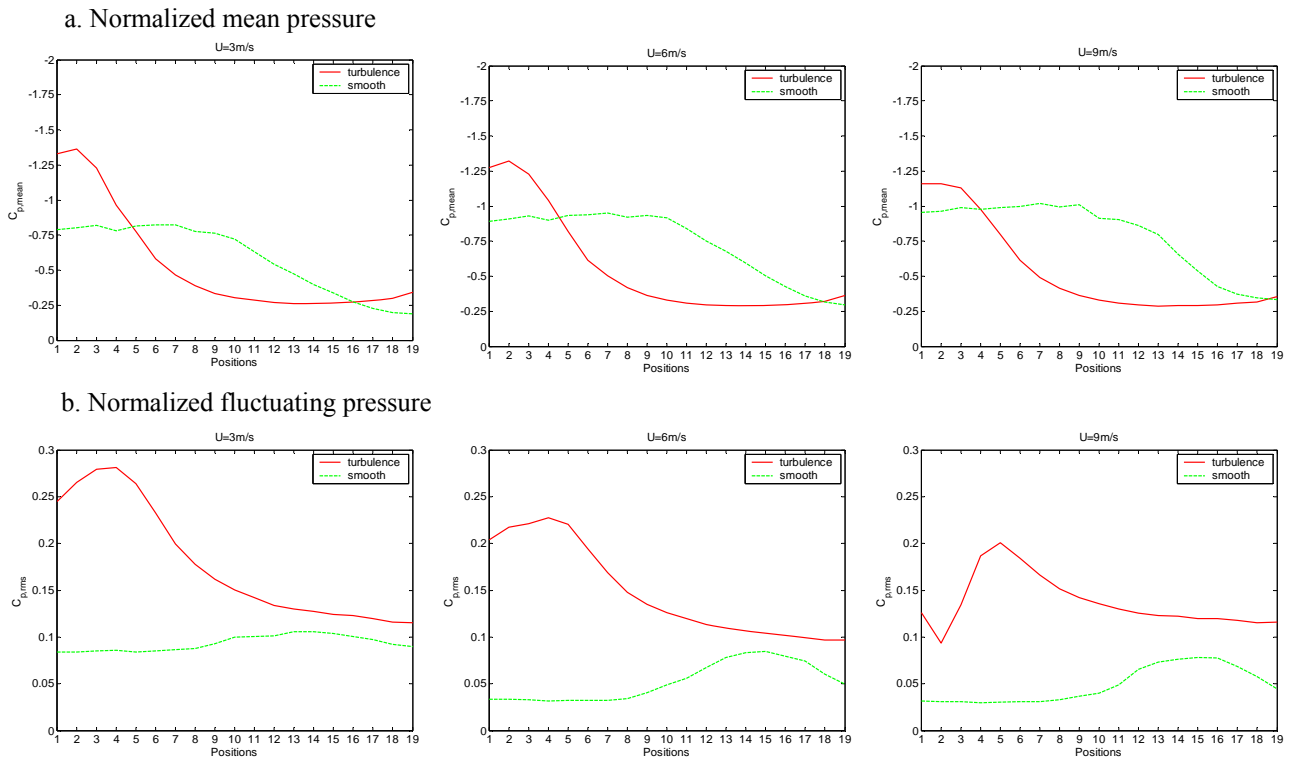 a. Normalized mean pressure
U=3m/s
-2
-1.75
-1.5
-1.25
-1
-0.75
-0.5
-0.25
0
C p,mean
turbulence
smooth
1 2 3 4 5 6 7 8 9 10 11 12 13 14 15 16 17 18 19
Positions
U=6m/s
-2
-1.75
-1.5
-1.25
-1
-0.75
-0.5
-0.25
0
C p,mean
turbulence
smooth
1 2 3 4 5 6 7 8 9 10 11 12 13 14 15 16 17 18 19
Positions
U=9m/s
-2
-1.75
-1.5
-1.25
-1
-0.75
-0.5
-0.25
0
C p,mean
turbulence
smooth
1 2 3 4 5 6 7 8 9 10 11 12 13 14 15 16 17 18 19
Positions
b. Normalized fluctuating pressure
U=3m/s
0.3
0.25
0.2
0.15
0.1
0.05
0
C p,rms
turbulence
smooth
1 2 3 4 5 6 7 8 9 10 11 12 13 14 15 16 17 18 19
Positions
U=6m/s
0.3
0.25
0.2
0.15
0.1
0.05
0
C p,rms
turbulence
smooth
1 2 3 4 5 6 7 8 9 10 11 12 13 14 15 16 17 18 19
Positions
U=9m/s
0.3
0.25
0.2
0.15
0.1
0.05
0
C p,rms
turbulence
smooth
1 2 3 4 5 6 7 8 9 10 11 12 13 14 15 16 17 18 19
Positions